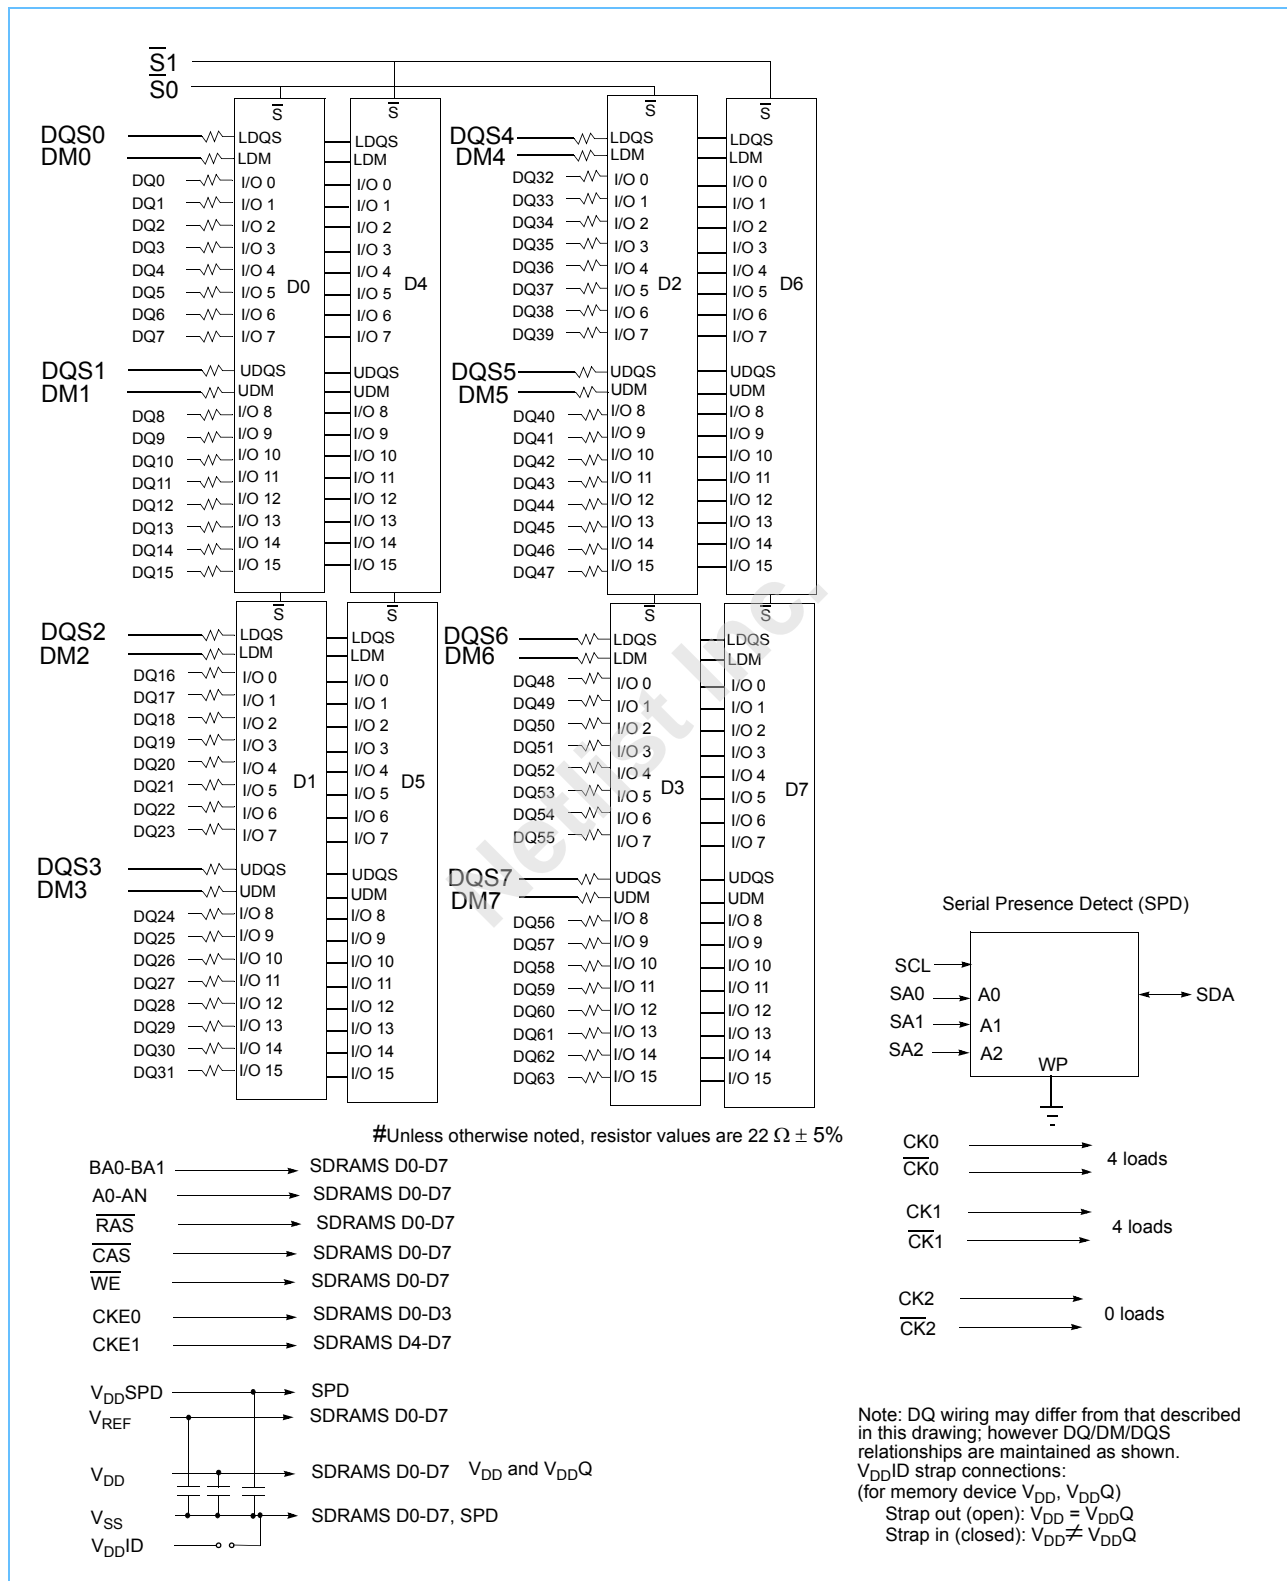 S̅1
S̅0
S̅
S̅
DQS0
LDQS
LDQS
DM0
LDM
LDM
DQ0
I/O 0
I/O 0
DQ1
I/O 1
I/O 1
DQ2
I/O 2
I/O 2
DQ3
I/O 3
I/O 3
DQ4
I/O 4
I/O 4
DQ5
I/O 5
I/O 5
D0
D4
DQ6
I/O 6
I/O 6
DQ7
I/O 7
I/O 7
DQS1
UDQS
UDQS
DM1
UDM
UDM
DQ8
I/O 8
I/O 8
DQ9
I/O 9
I/O 9
DQ10
I/O 10
I/O 10
DQ11
I/O 11
I/O 11
DQ12
I/O 12
I/O 12
DQ13
I/O 13
I/O 13
DQ14
I/O 14
I/O 14
DQ15
I/O 15
I/O 15
S̅
S̅
DQS4
LDQS
LDQS
DM4
LDM
LDM
DQ32
I/O 0
I/O 0
DQ33
I/O 1
I/O 1
DQ34
I/O 2
I/O 2
DQ35
I/O 3
I/O 3
DQ36
I/O 4
I/O 4
D2
D6
DQ37
I/O 5
I/O 5
DQ38
I/O 6
I/O 6
DQ39
I/O 7
I/O 7
DQS5
UDQS
UDQS
DM5
UDM
UDM
DQ40
I/O 8
I/O 8
DQ41
I/O 9
I/O 9
DQ42
I/O 10
I/O 10
DQ43
I/O 11
I/O 11
DQ44
I/O 12
I/O 12
DQ45
I/O 13
I/O 13
DQ46
I/O 14
I/O 14
DQ47
I/O 15
I/O 15
S̅
S̅
DQS2
LDQS
LDQS
DM2
LDM
LDM
DQ16
I/O 0
I/O 0
DQ17
I/O 1
I/O 1
DQ18
I/O 2
I/O 2
DQ19
I/O 3
I/O 3
DQ20
I/O 4
I/O 4
D1
D5
DQ21
I/O 5
I/O 5
DQ22
I/O 6
I/O 6
DQ23
I/O 7
I/O 7
DQS3
UDQS
UDQS
DM3
UDM
UDM
DQ24
I/O 8
I/O 8
DQ25
I/O 9
I/O 9
DQ26
I/O 10
I/O 10
DQ27
I/O 11
I/O 11
DQ28
I/O 12
I/O 12
DQ29
I/O 13
I/O 13
DQ30
I/O 14
I/O 14
DQ31
I/O 15
I/O 15
S̅
S̅
DQS6
LDQS
LDQS
DM6
LDM
LDM
DQ48
I/O 0
I/O 0
DQ49
I/O 1
I/O 1
DQ50
I/O 2
I/O 2
DQ51
I/O 3
I/O 3
DQ52
I/O 4
I/O 4
D3
D7
DQ53
I/O 5
I/O 5
DQ54
I/O 6
I/O 6
DQ55
I/O 7
I/O 7
DQS7
UDQS
UDQS
DM7
UDM
UDM
DQ56
I/O 8
I/O 8
DQ57
I/O 9
I/O 9
DQ58
I/O 10
I/O 10
DQ59
I/O 11
I/O 11
DQ60
I/O 12
I/O 12
DQ61
I/O 13
I/O 13
DQ62
I/O 14
I/O 14
DQ63
I/O 15
I/O 15
Netlist Inc.
Serial Presence Detect (SPD)
SCL
SA0
A0
SDA
SA1
A1
SA2
A2
WP
#Unless otherwise noted, resistor values are 22 Ω ± 5%
CK0
C̅K̅0
4 loads
CK1
C̅K̅1
4 loads
CK2
C̅K̅2
0 loads
BA0-BA1 SDRAMS D0-D7
A0-AN SDRAMS D0-D7
R̅A̅S̅ SDRAMS D0-D7
C̅A̅S̅ SDRAMS D0-D7
W̅E̅ SDRAMS D0-D7
CKE0 SDRAMS D0-D3
CKE1 SDRAMS D4-D7
VDDSPD SPD
VREF SDRAMS D0-D7
VDD SDRAMS D0-D7 VDD and VDDQ
VSS SDRAMS D0-D7, SPD
VDDID
Note: DQ wiring may differ from that described
in this drawing; however DQ/DM/DQS
relationships are maintained as shown.
VDDID strap connections:
(for memory device VDD, VDDQ)
Strap out (open): VDD = VDDQ
Strap in (closed): VDD ≠ VDDQ